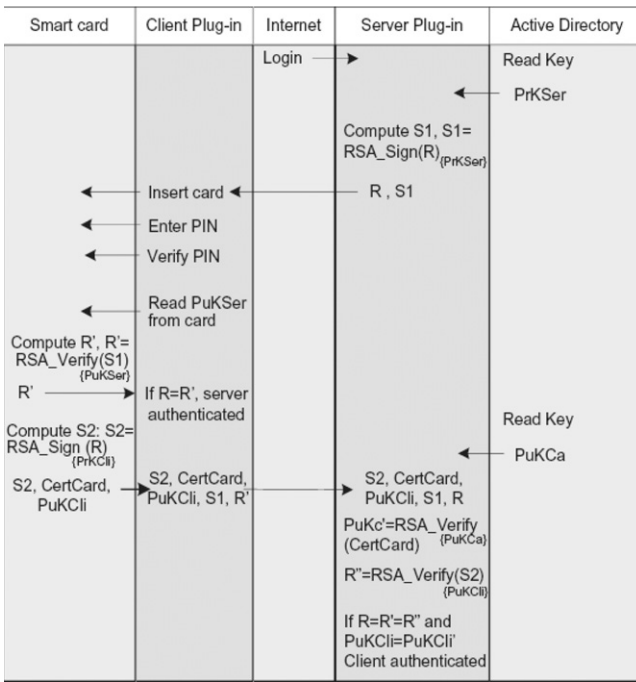 Smart card Client Plug-in Internet Server Plug-in Active Directory
Login
Read Key
PrKSer
Compute S1, S1=
RSA_Sign(R){PrKSer}
Insert card
R , S1
Enter PIN
Verify PIN
Read PuKSer
from card
Compute R’, R’=
RSA_Verify(S1)
{PuKSer}
R’
If R=R’, server
authenticated
Read Key
Compute S2: S2=
RSA_Sign (R)
{PrKCli}
PuKCa
S2, CertCard,
PuKCli
S2, CertCard,
PuKCli, S1, R’
S2, CertCard,
PuKCli, S1, R
PuKc’=RSA_Verify
(CertCard) {PuKCa}
R”=RSA_Verify(S2)
{PuKCli}
If R=R’=R” and
PuKCli=PuKCli’
Client authenticated